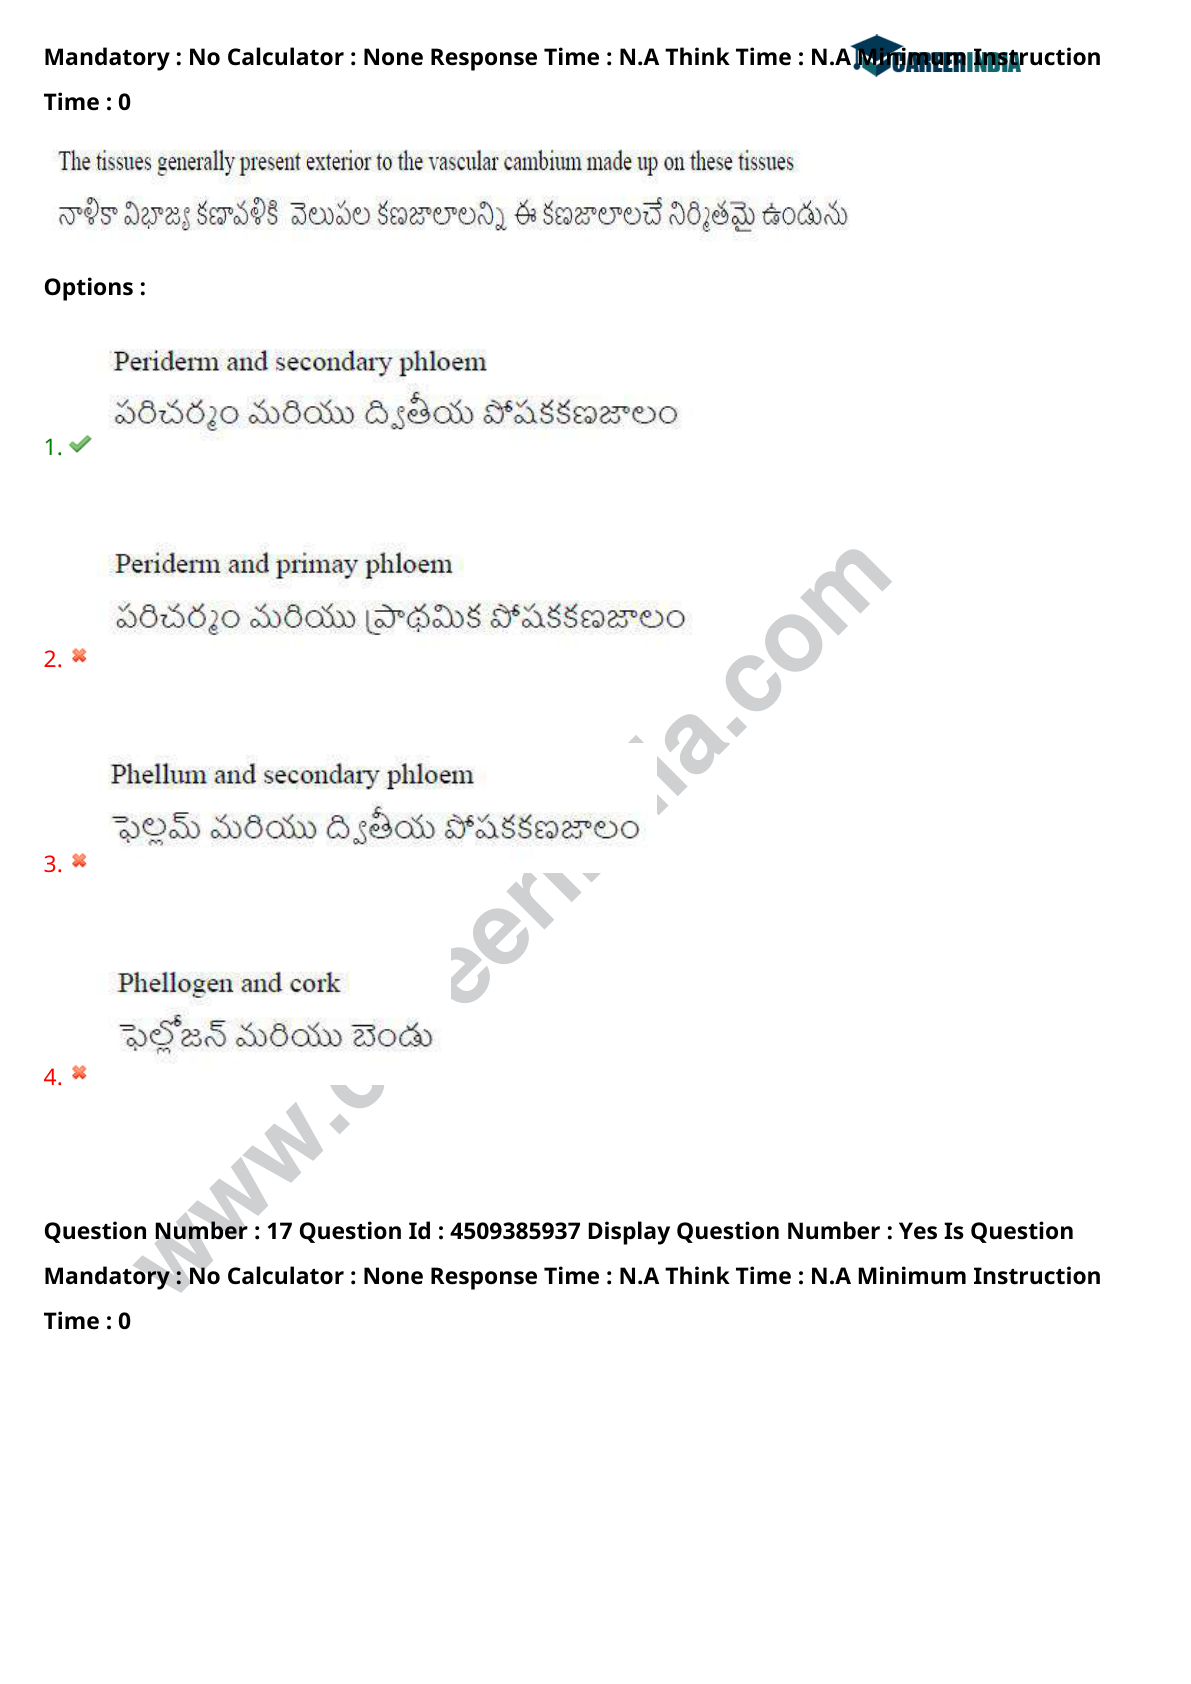 Mandatory : No Calculator : None Response Time : N.A Think Time : N.A Minimum Instruction
CAREERINDIA
Time : 0
The tissues generally present exterior to the vascular cambium made up on these tissues
నాళికా విభాజ్య కణావళికి వెలుపల కణజాలాలన్ని ఈ కణజాలాలచే నిర్మితమై ఉండును
Options :
Periderm and secondary phloem
పరిచర్మం మరియు ద్వితీయ పోషకకణజాలం
1.
Periderm and primay phloem
పరిచర్మం మరియు ప్రాథమిక పోషకకణజాలం
2.
Phellum and secondary phloem
ఫెల్లమ్ మరియు ద్వితీయ పోషకకణజాలం
3.
Phellogen and cork
ఫెల్లోజన్ మరియు బెండు
4.
Question Number : 17 Question Id : 4509385937 Display Question Number : Yes Is Question
Mandatory : No Calculator : None Response Time : N.A Think Time : N.A Minimum Instruction
Time : 0